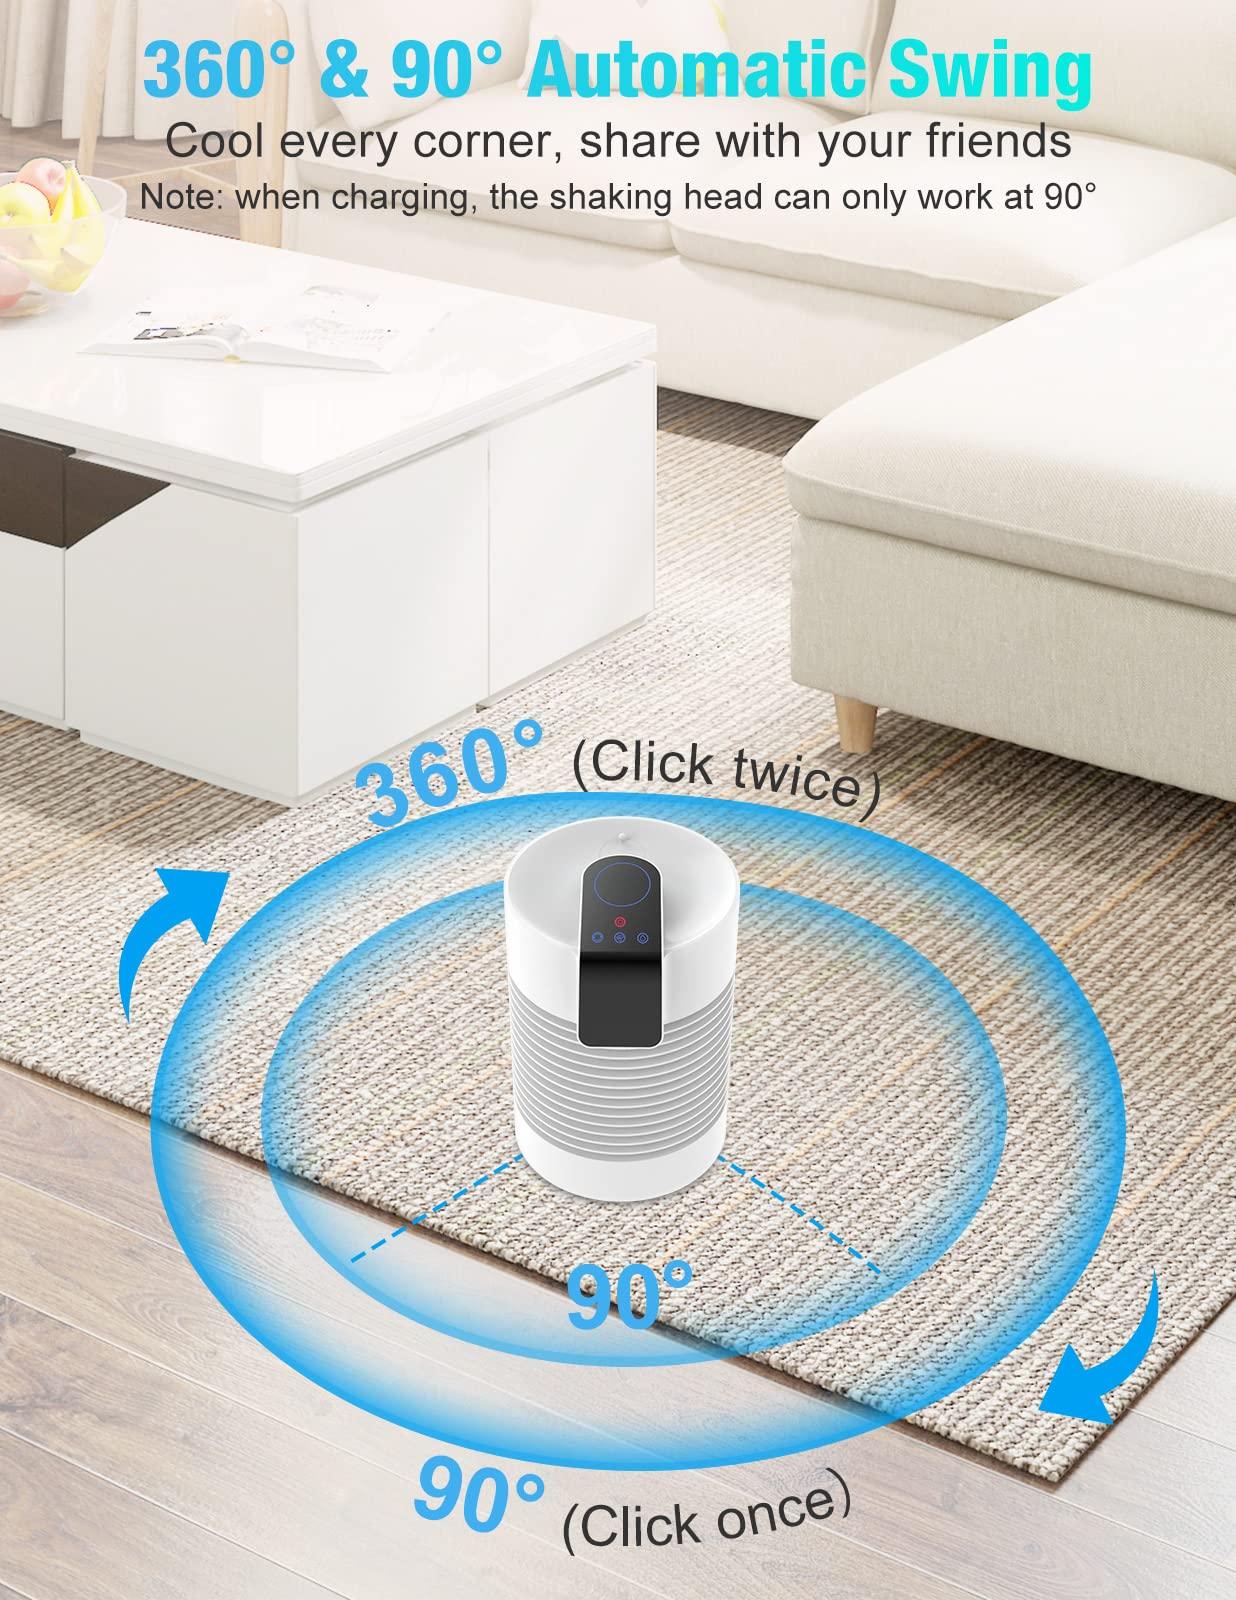 360° & 90° Automatic Swing
Cool every corner, share with your friends
Note: when charging, the shaking head can only work at 90°
360° (Click twice)
90°
90° (Click once)